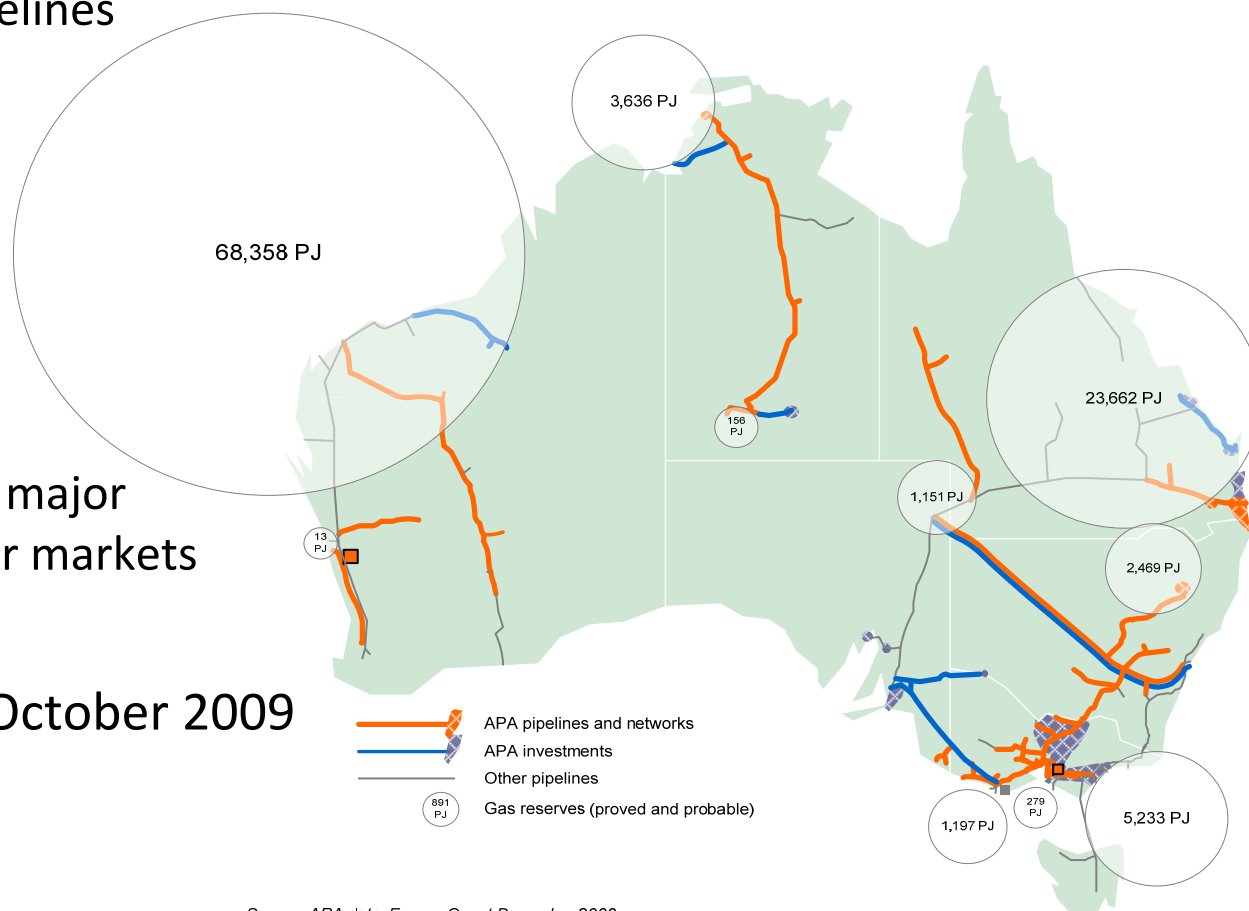 elines
3,636 PJ
68,358 PJ
23,662 PJ
156
PJ
major
1,151 PJ
13
PJ
r markets
2,469 PJ
October 2009
APA pipelines and networks
APA investments
Other pipelines
891
PJ
Gas reserves (proved and probable)
279
PJ
1,197 PJ
5,233 PJ